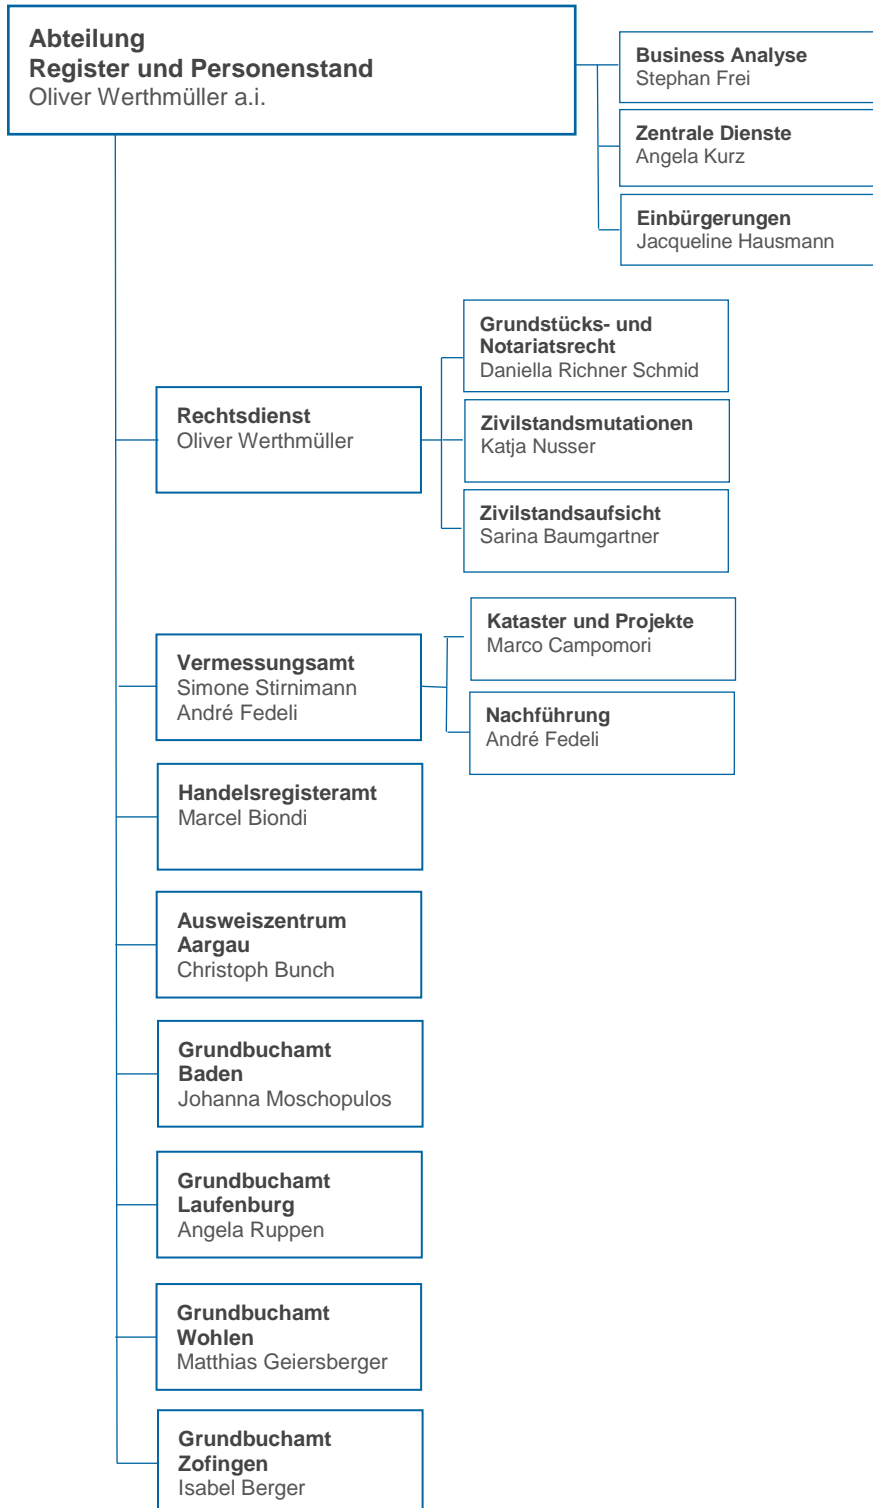 Abteilung
Register und Personenstand
Oliver Werthmüller a.i.
Business Analyse
Stephan Frei
Zentrale Dienste
Angela Kurz
Einbürgerungen
Jacqueline Hausmann
Rechtsdienst
Oliver Werthmüller
Grundstücks- und
Notariatsrecht
Daniella Richner Schmid
Zivilstandsmutationen
Katja Nusser
Zivilstandsaufsicht
Sarina Baumgartner
Vermessungsamt
Simone Stirnimann
André Fedeli
Kataster und Projekte
Marco Campomori
Nachführung
André Fedeli
Handelsregisteramt
Marcel Biondi
Ausweiszentrum
Aargau
Christoph Bunch
Grundbuchamt
Baden
Johanna Moschopulos
Grundbuchamt
Laufenburg
Angela Ruppen
Grundbuchamt
Wohlen
Matthias Geiersberger
Grundbuchamt
Zofingen
Isabel Berger